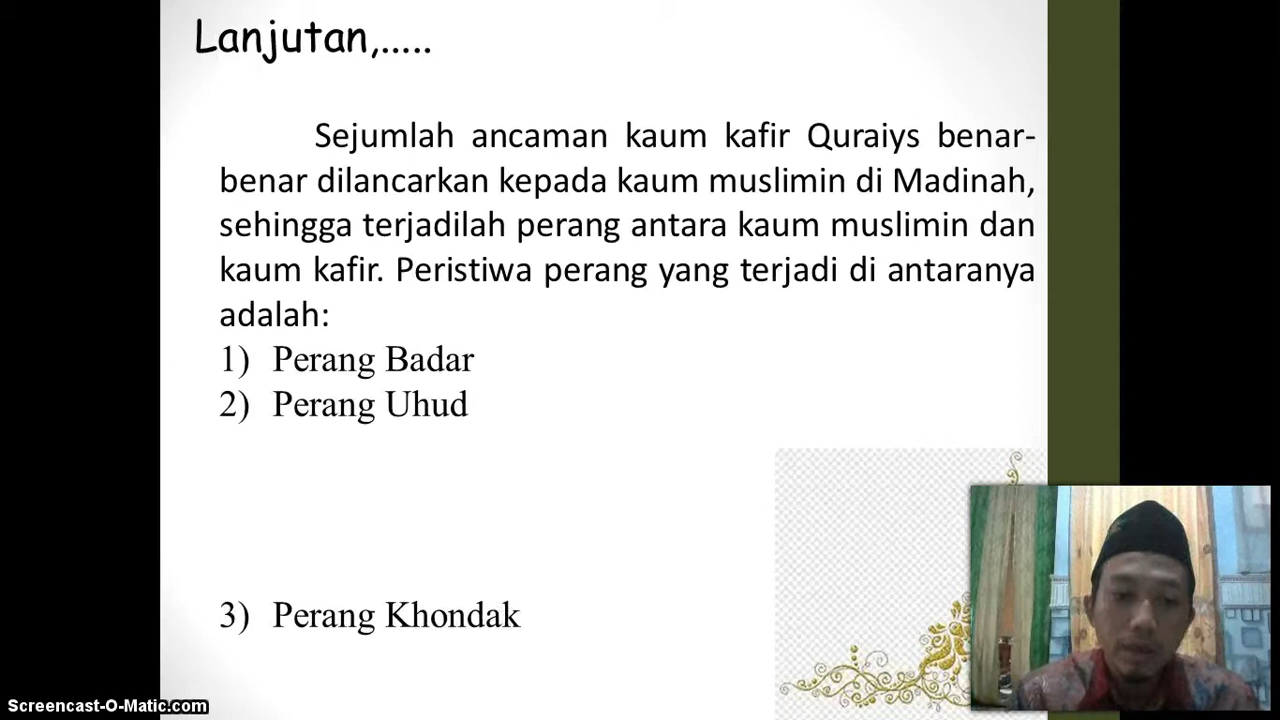 Lanjutan,.....
Sejumlah ancaman kaum kafir Quraiys benar-
benar dilancarkan kepada kaum muslimin di Madinah,
sehingga terjadilah perang antara kaum muslimin dan
kaum kafir. Peristiwa perang yang terjadi di antaranya
adalah:
1) Perang Badar
2) Perang Uhud
3) Perang Khondak
Screencast-O-Matic.com